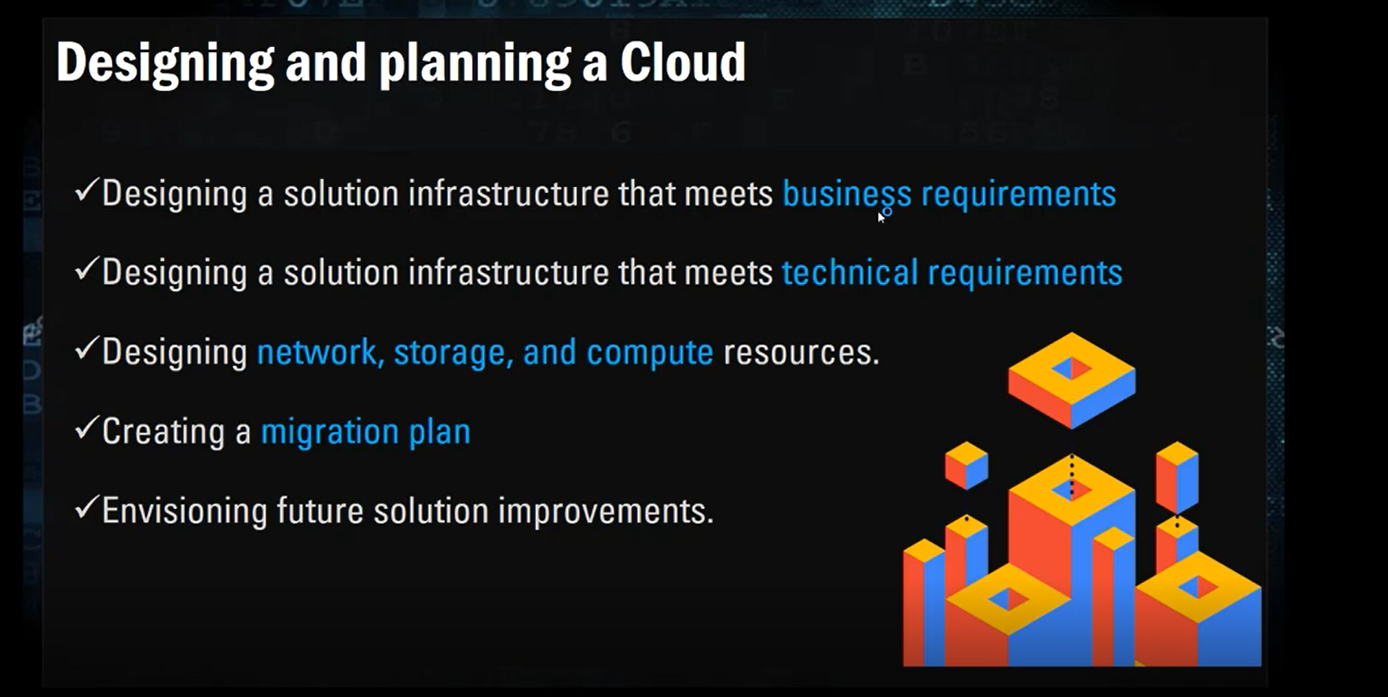 Designing and planning a Cloud
✓Designing a solution infrastructure that meets business requirements
✓Designing a solution infrastructure that meets technical requirements
✓Designing network, storage, and compute resources.
✓Creating a migration plan
✓Envisioning future solution improvements.